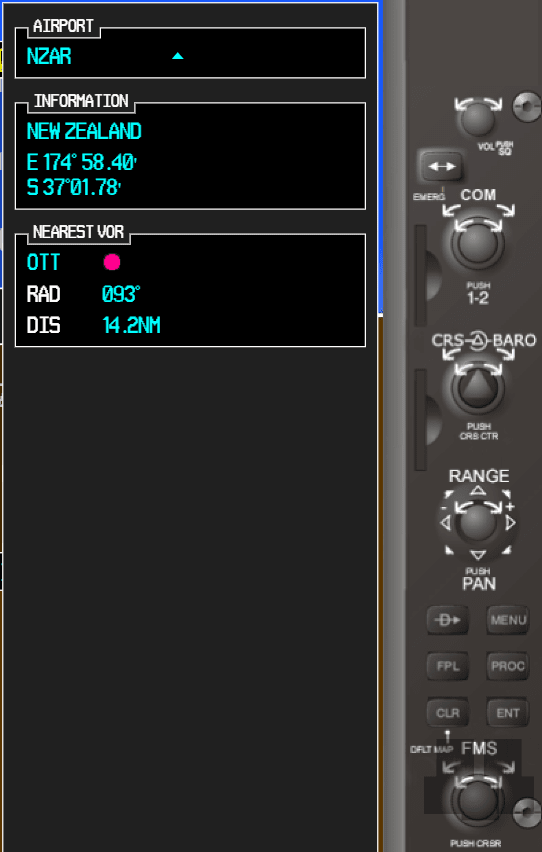 AIRPORT
NZAR
INFORMATION
NEW ZEALAND
E 174° 58.40'
S 37°01.78'
NEAREST VOR
OTT
RAD 093°
DIS 14.2NM
VOL PUSH SQ
EMERG
COM
PUSH
1-2
CRS BARO
PUSH
CRS CTR
RANGE
- +
PUSH
PAN
D MENU
FPL PROC
CLR ENT
DFLT MAP FMS
PUSH CRSR